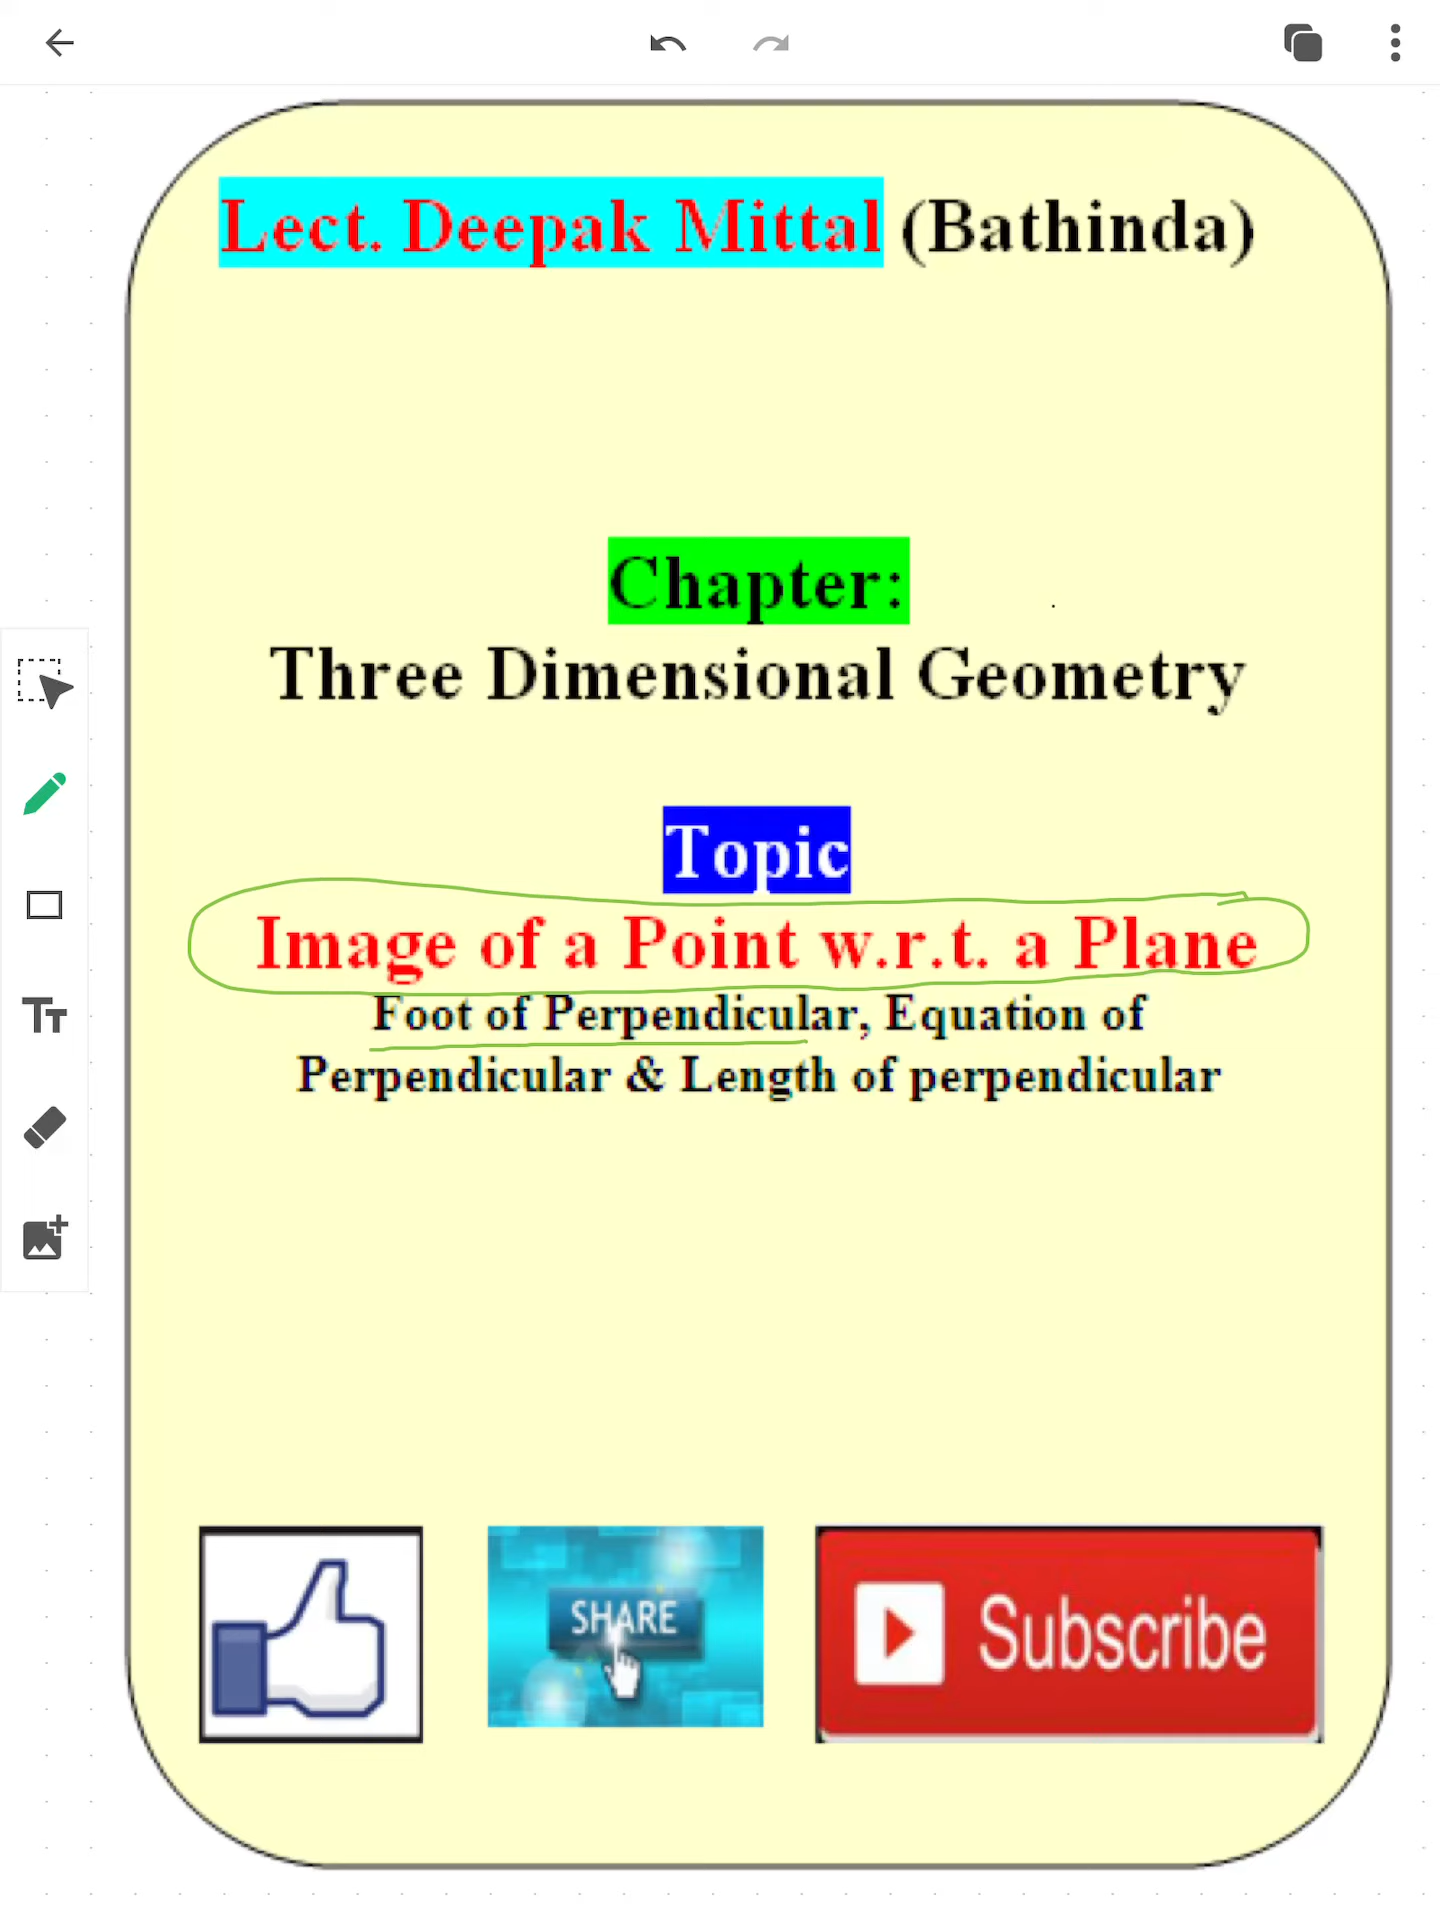 Lect. Deepak Mittal (Bathinda)
Chapter:
Three Dimensional Geometry
Topic
Image of a Point w.r.t. a Plane
Foot of Perpendicular, Equation of
Perpendicular & Length of perpendicular
TT
SHARE
Subscribe